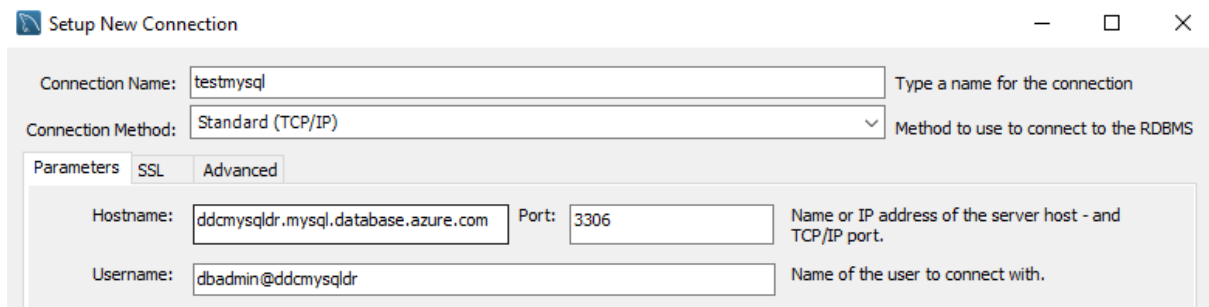 Setup New Connection
Connection Name: testmysql Type a name for the connection
Connection Method: Standard (TCP/IP) Method to use to connect to the RDBMS
Parameters SSL Advanced
Hostname: ddcmysqldr.mysql.database.azure.com Port: 3306 Name or IP address of the server host - and
TCP/IP port.
Username: dbadmin@ddcmysqldr Name of the user to connect with.